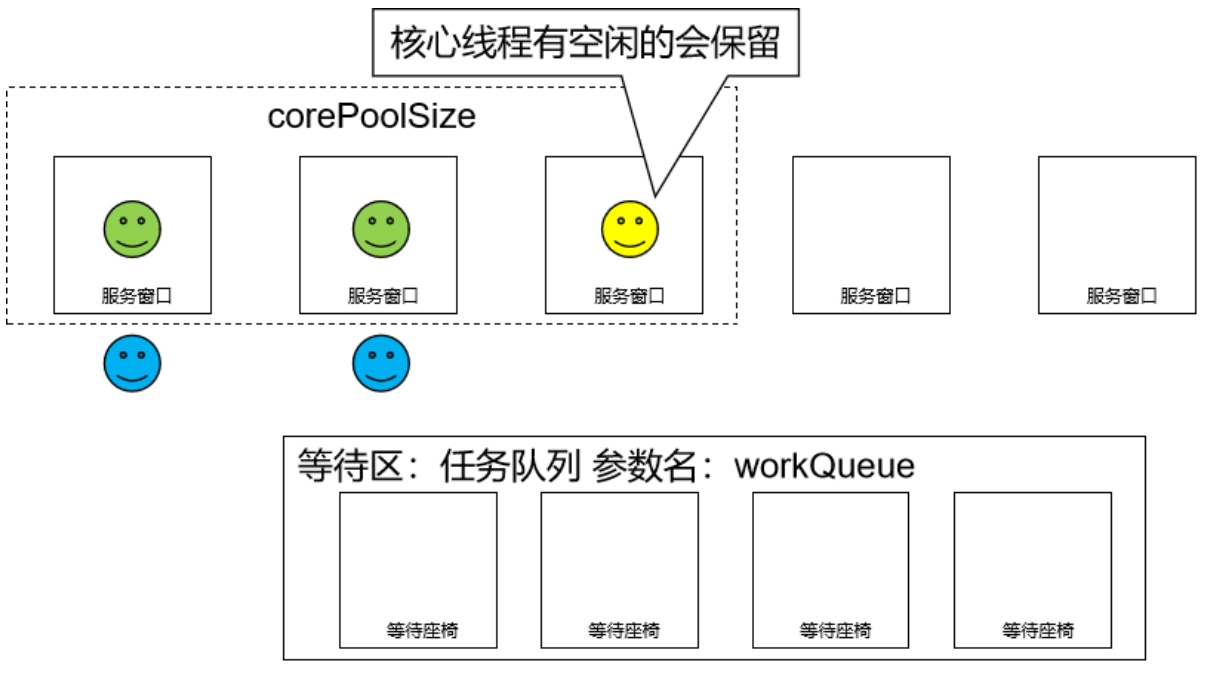 核心线程有空闲的会保留
corePoolSize
服务窗口
服务窗口
服务窗口
服务窗口
服务窗口
等待区：任务队列 参数名：workQueue
等待座椅
等待座椅
等待座椅
等待座椅